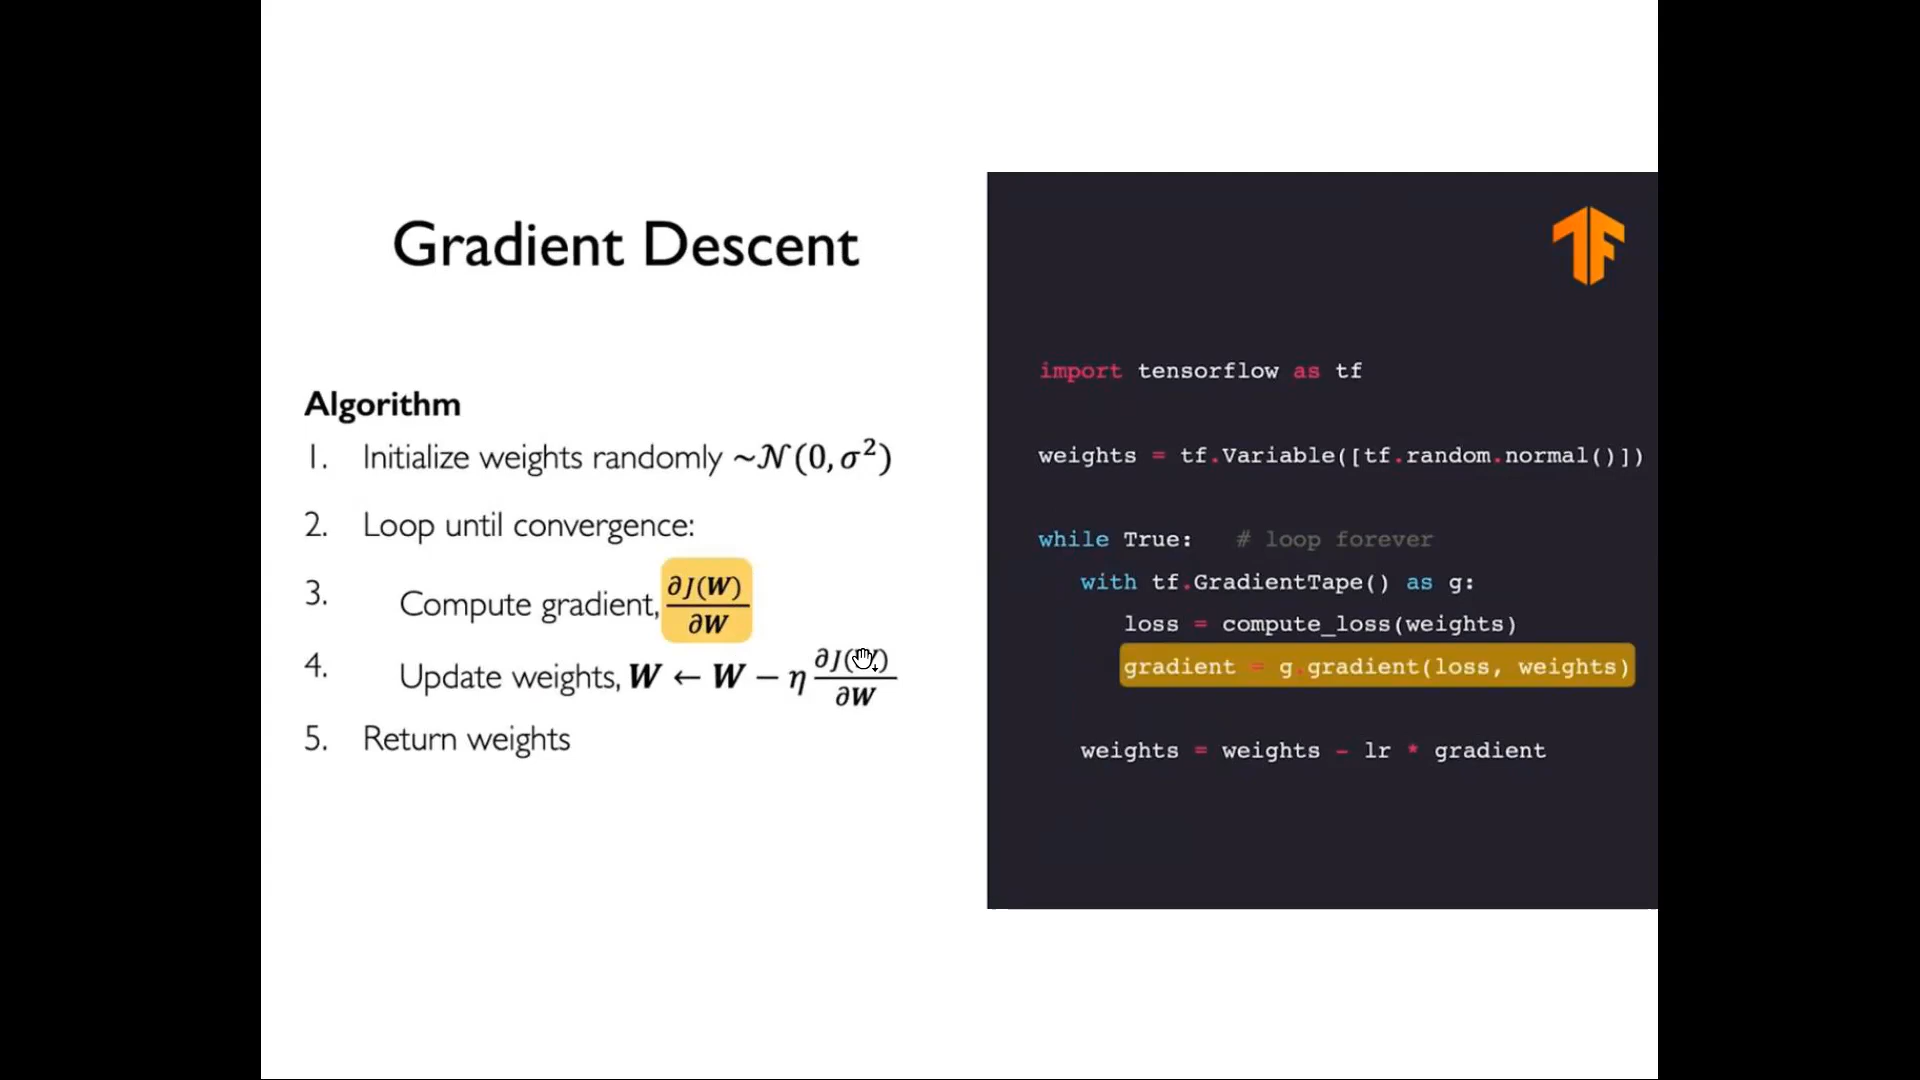 Gradient Descent
Algorithm
1. Initialize weights randomly ~𝒩(0, σ²)
2. Loop until convergence:
3. Compute gradient, ∂J(W)/∂W
4. Update weights, W ← W − η ∂J( )/∂W
5. Return weights
import tensorflow as tf
weights = tf.Variable([tf.random.normal()])
while True: # loop forever
with tf.GradientTape() as g:
loss = compute_loss(weights)
gradient = g.gradient(loss, weights)
weights = weights - lr * gradient